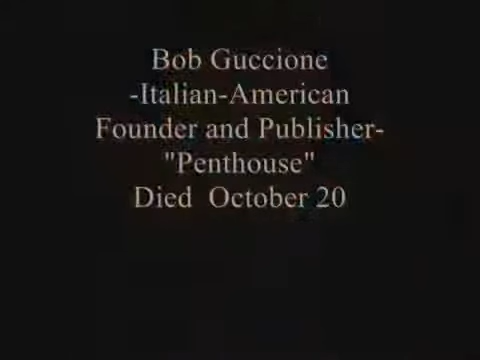 Bob Guccione
-Italian-American
Founder and Publisher-
"Penthouse"
Died  October 20